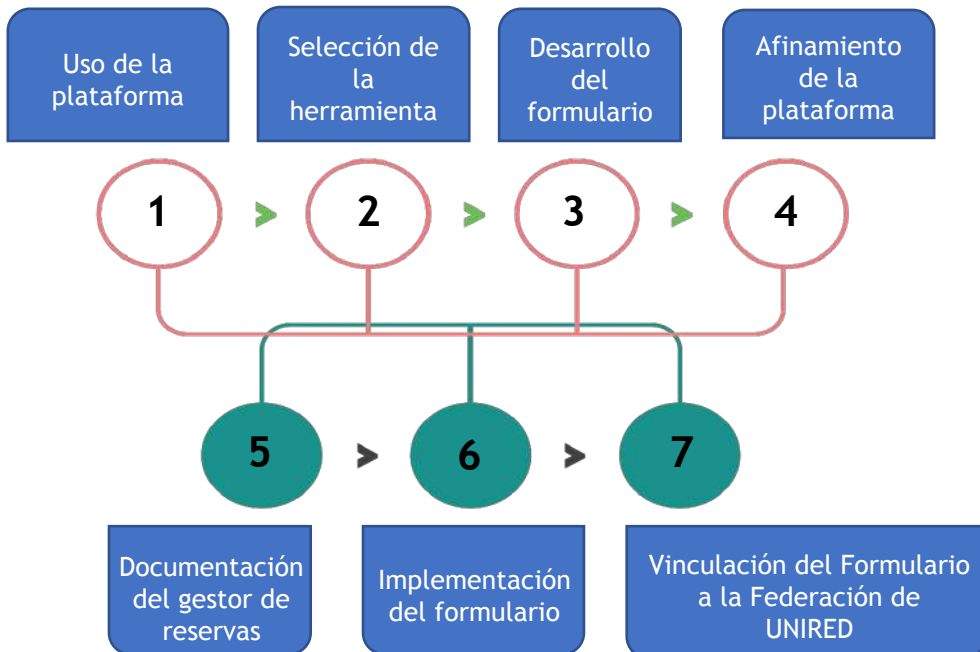 Uso de la
plataforma
Selección de
la
herramienta
Desarrollo
del
formulario
Afinamiento
de la
plataforma
1 > 2 > 3 > 4
5 > 6 > 7
Documentación
del gestor de
reservas
Implementación
del formulario
Vinculación del Formulario
a la Federación de
UNIRED